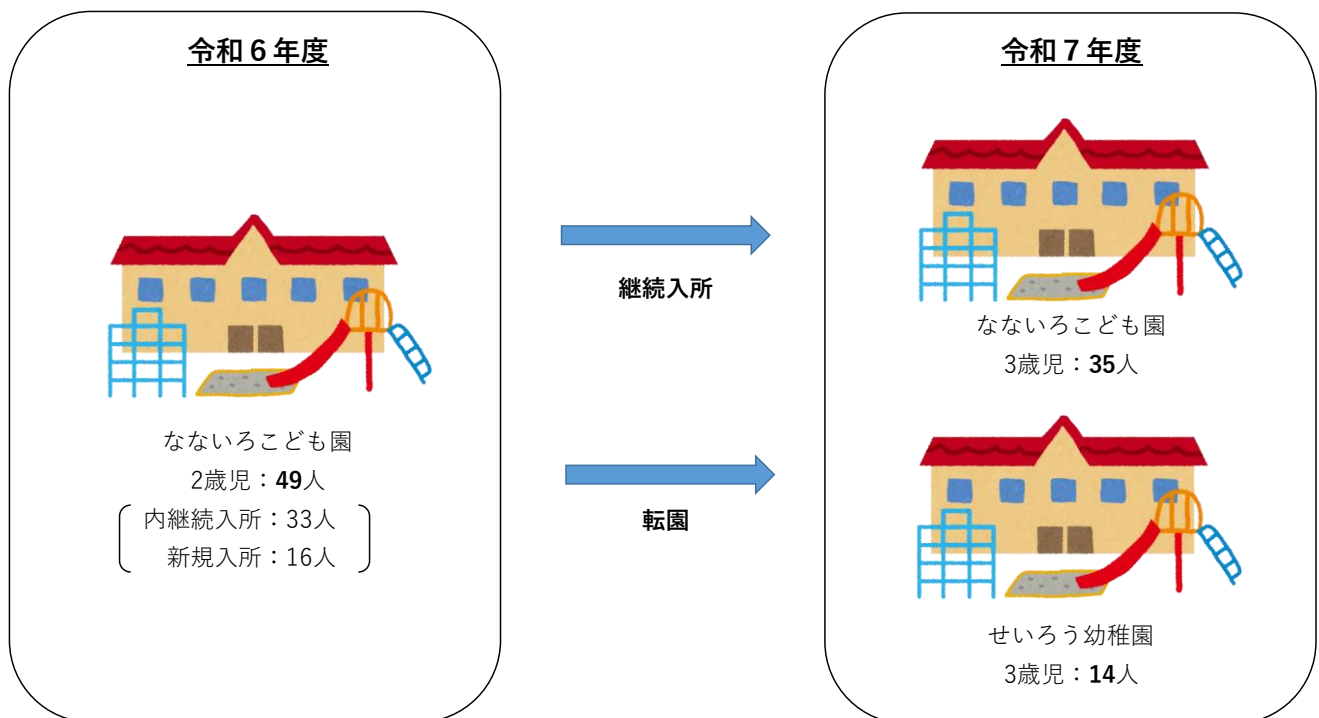 令和６年度
なないろこども園
2歳児：49人
内継続入所：33人
新規入所：16人
継続入所
転園
令和７年度
なないろこども園
3歳児：35人
せいろう幼稚園
3歳児：14人